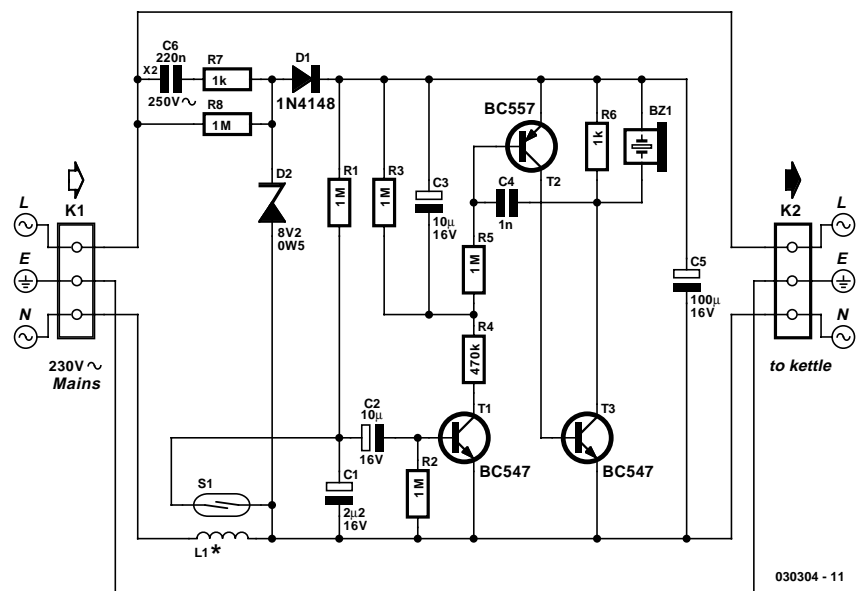 C6
220n
X2
250V~
R7
1k
R8
1M
D1
1N4148
D2
8V2
0W5
R1
1M
R3
1M
C3
10µ
16V
BC557
T2
C4
1n
R5
1M
R4
470k
R6
1k
BZ1
C5
100µ
16V
L
K1
E
N
230V~
Mains
K2
L
E
N
to kettle
C2
10µ
16V
T1
BC547
R2
1M
T3
BC547
S1
C1
2µ2
16V
L1*
030304 - 11